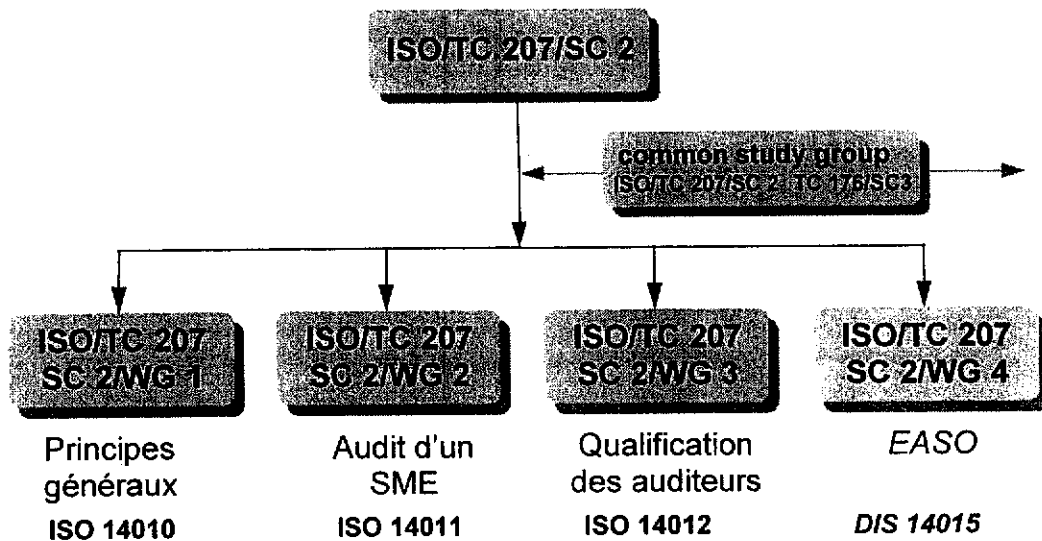 ISO/TC 207/SC 2
common study group
ISO/TC 207/SC 2- TC 176/SC3
ISO/TC 207
SC 2/WG 1
ISO/TC 207
SC 2/WG 2
ISO/TC 207
SC 2/WG 3
ISO/TC 207
SC 2/WG 4
Principes
généraux
ISO 14010
Audit d'un
SME
ISO 14011
Qualification
des auditeurs
ISO 14012
EASO
DIS 14015